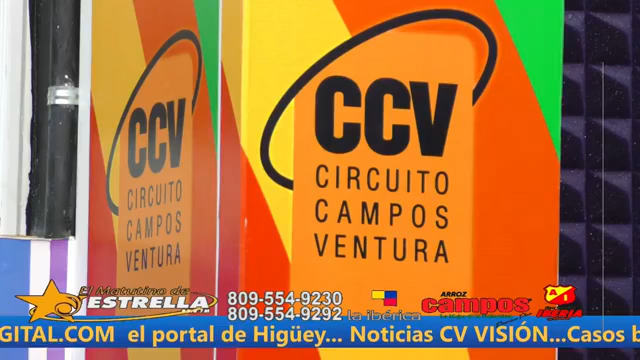 CCV
CIRCUITO
CAMPOS
VENTURA
CCV
CIRCUITO
CAMPOS
VENTURA
El Matutino de
ESTRELLA
809-554-9230
809-554-9292
la ibérica
ARROZ
campos
IBERIA
GITAL.COM el portal de Higüey... Noticias CV VISIÓN...Casos